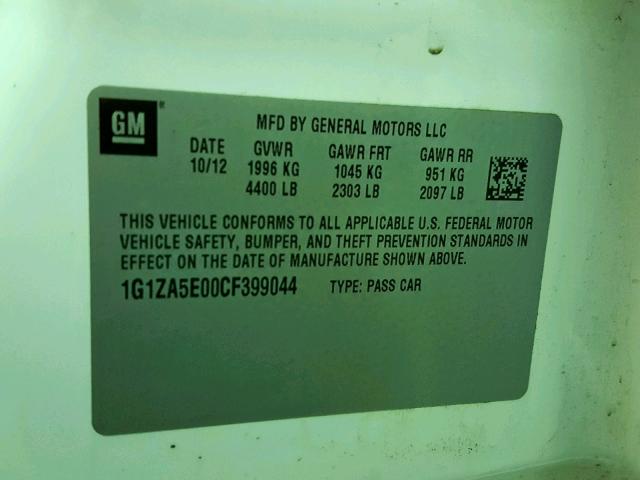 GM ®
MFD BY GENERAL MOTORS LLC
DATE GVWR GAWR FRT GAWR RR
10/12 1996 KG 1045 KG 951 KG
4400 LB 2303 LB 2097 LB
THIS VEHICLE CONFORMS TO ALL APPLICABLE U.S. FEDERAL MOTOR
VEHICLE SAFETY, BUMPER, AND THEFT PREVENTION STANDARDS IN
EFFECT ON THE DATE OF MANUFACTURE SHOWN ABOVE.
1G1ZA5E00CF399044 TYPE: PASS CAR